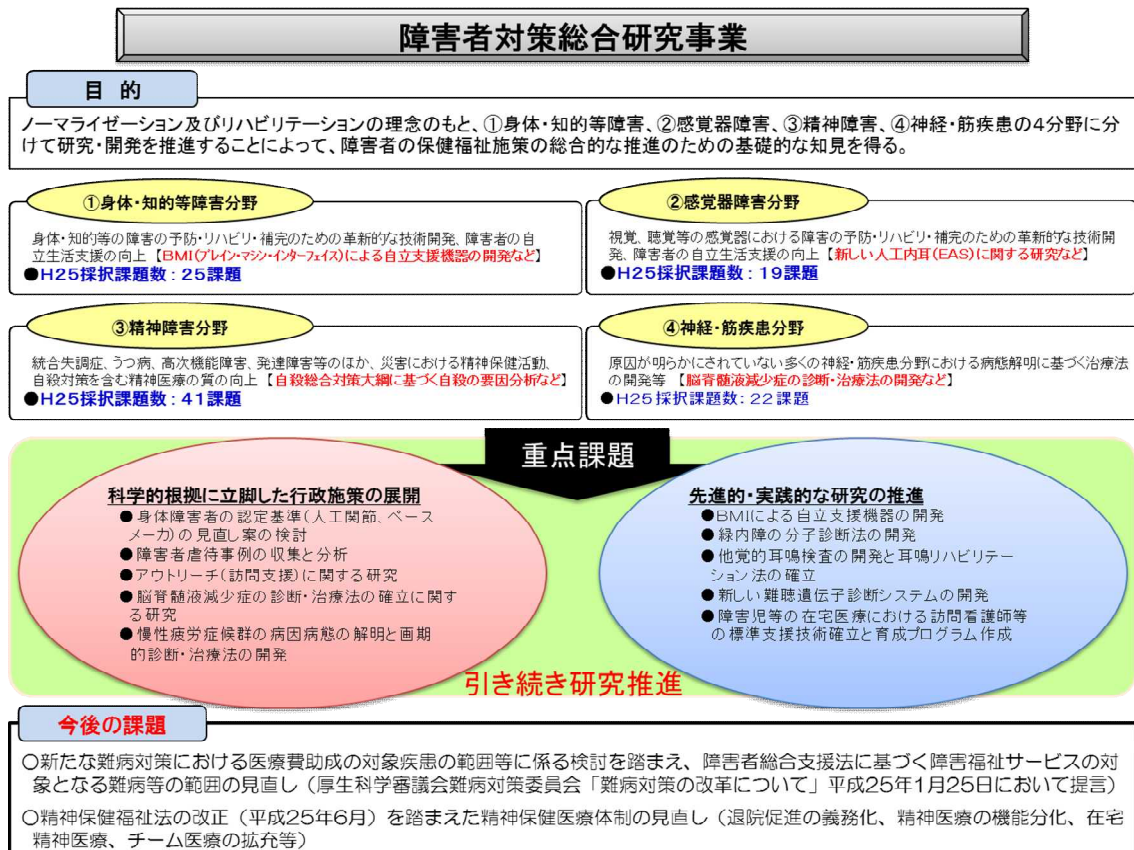 障害者対策総合研究事業
目 的
ノーマライゼーション及びリハビリテーションの理念のもと、①身体・知的等障害、②感覚器障害、③精神障害、④神経・筋疾患の4分野に分
けて研究・開発を推進することによって、障害者の保健福祉施策の総合的な推進のための基礎的な知見を得る。
①身体・知的等障害分野
身体・知的等の障害の予防・リハビリ・補完のための革新的な技術開発、障害者の自
立生活支援の向上【BMI(ブレイン・マシン・インターフェイス)による自立支援機器の開発など】
●H25採択課題数：25課題
②感覚器障害分野
視覚、聴覚等の感覚器における障害の予防・リハビリ・補完のための革新的な技術開
発、障害者の自立生活支援の向上【新しい人工内耳(EAS)に関する研究など】
●H25採択課題数：19課題
③精神障害分野
統合失調症、うつ病、高次機能障害、発達障害等のほか、災害における精神保健活動、
自殺対策を含む精神医療の質の向上【自殺総合対策大綱に基づく自殺の要因分析など】
●H25採択課題数：41課題
④神経・筋疾患分野
原因が明らかにされていない多くの神経・筋疾患分野における病態解明に基づく治療法
の開発等 【脳脊髄液減少症の診断・治療法の開発など】
●H25採択課題数：22課題
重点課題
科学的根拠に立脚した行政施策の展開
●身体障害者の認定基準(人工関節、ペース
メーカ)の見直し案の検討
●障害者虐待事例の収集と分析
●アウトリーチ(訪問支援)に関する研究
●脳脊髄液減少症の診断・治療法の確立に関す
る研究
●慢性疲労症候群の病因病態の解明と画期
的診断・治療法の開発
先進的・実践的な研究の推進
●BMIによる自立支援機器の開発
●緑内障の分子診断法の開発
●他覚的耳鳴検査の開発と耳鳴リハビリテー
ション法の確立
●新しい難聴遺伝子診断システムの開発
●障害児等の在宅医療における訪問看護師等
の標準支援技術確立と育成プログラム作成
引き続き研究推進
今後の課題
○新たな難病対策における医療費助成の対象疾患の範囲等に係る検討を踏まえ、障害者総合支援法に基づく障害福祉サービスの対
象となる難病等の範囲の見直し（厚生科学審議会難病対策委員会「難病対策の改革について」平成25年1月25日において提言）
○精神保健福祉法の改正（平成25年6月）を踏まえた精神保健医療体制の見直し（退院促進の義務化、精神医療の機能分化、在宅
精神医療、チーム医療の拡充等）